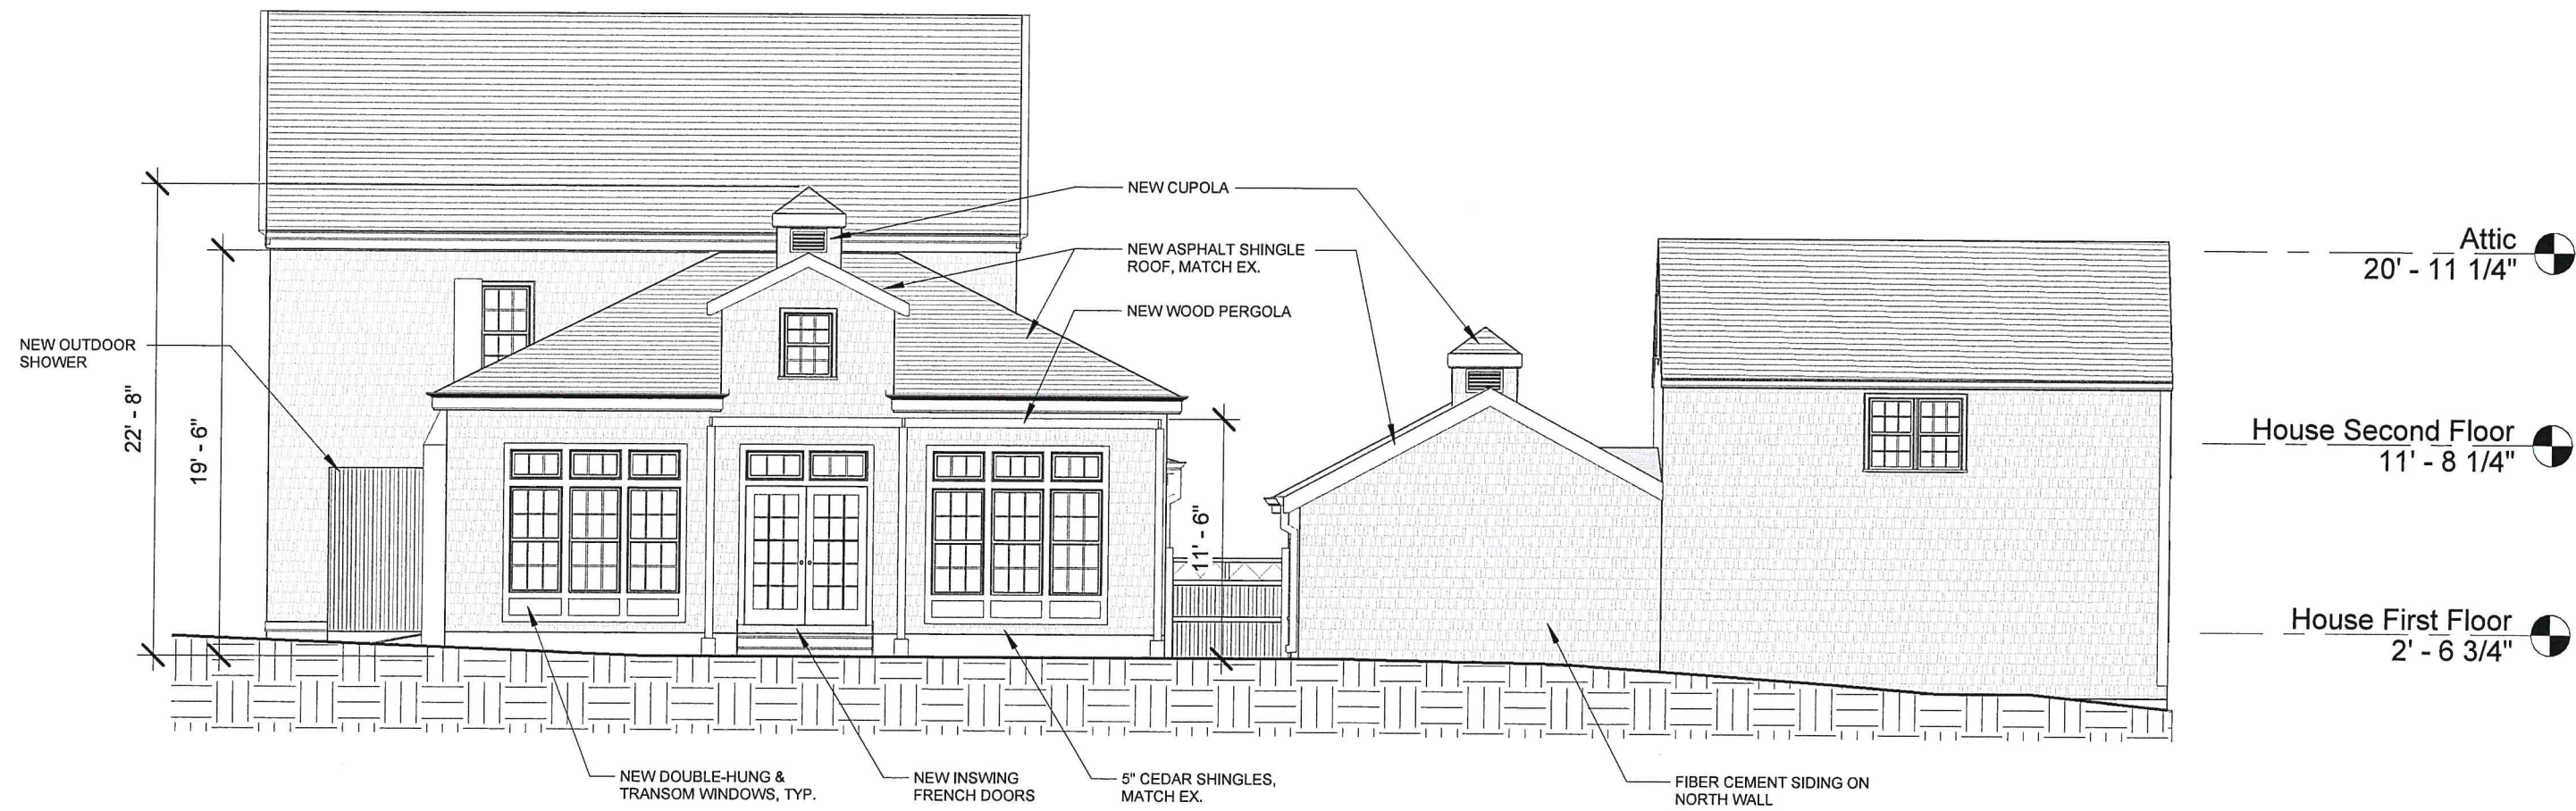 NEW CUPOLA
NEW ASPHALT SHINGLE
ROOF, MATCH EX.
NEW WOOD PERGOLA
NEW OUTDOOR
SHOWER
22' - 8"
19' - 6"
11' - 6"
Attic
20' - 11 1/4"
House Second Floor
11' - 8 1/4"
House First Floor
2' - 6 3/4"
NEW DOUBLE-HUNG &
TRANSOM WINDOWS, TYP.
NEW INSWING
FRENCH DOORS
5" CEDAR SHINGLES,
MATCH EX.
FIBER CEMENT SIDING ON
NORTH WALL